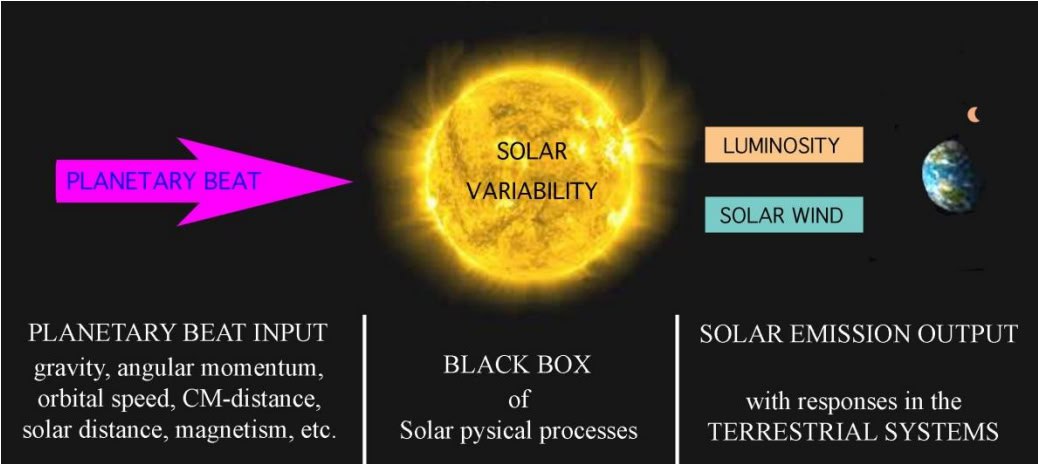 PLANETARY BEAT
SOLAR
VARIABILITY
LUMINOSITY
SOLAR WIND
PLANETARY BEAT INPUT
gravity, angular momentum,
orbital speed, CM-distance,
solar distance, magnetism, etc.
BLACK BOX
of
Solar pysical processes
SOLAR EMISSION OUTPUT
with responses in the
TERRESTRIAL SYSTEMS